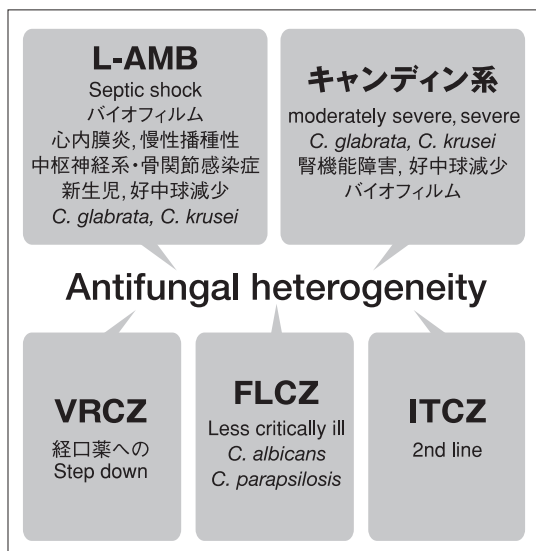 L-AMB
Septic shock
バイオフィルム
心内膜炎, 慢性播種性
中枢神経系・骨関節感染症
新生児, 好中球減少
C. glabrata, C. krusei
キャンディン系
moderately severe, severe
C. glabrata, C. krusei
腎機能障害, 好中球減少
バイオフィルム
Antifungal heterogeneity
VRCZ
経口薬への
Step down
FLCZ
Less critically ill
C. albicans
C. parapsilosis
ITCZ
2nd line